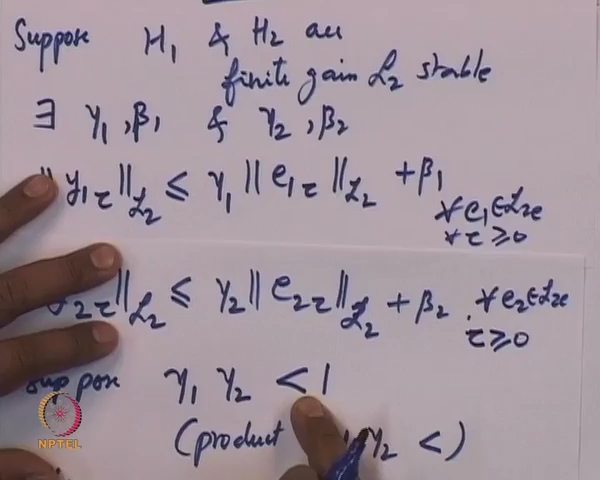 Suppose H₁ & H₂ are
finite gain ℒ₂ stable
∃ γ₁, β₁ & γ₂, β₂
y₁τ‖ℒ₂ ≤ γ₁ ‖e₁τ‖ℒ₂ + β₁
∀ e₁ ∈ ℒ₂e
∀ τ ≥ 0
₂τ‖ℒ₂ ≤ γ₂ ‖e₂τ‖ℒ₂ + β₂ ∀ e₂ ∈ ℒ₂e
τ ≥ 0
Suppose γ₁ γ₂ < 1
(product γ₂ < )
NPTEL